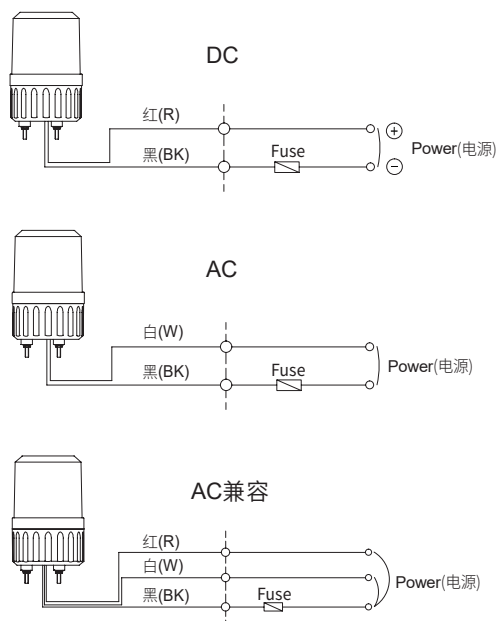 DC
红(R)
黑(BK)
Fuse
+
−
Power(电源)
AC
白(W)
黑(BK)
Fuse
Power(电源)
AC兼容
红(R)
白(W)
黑(BK)
Fuse
Power(电源)